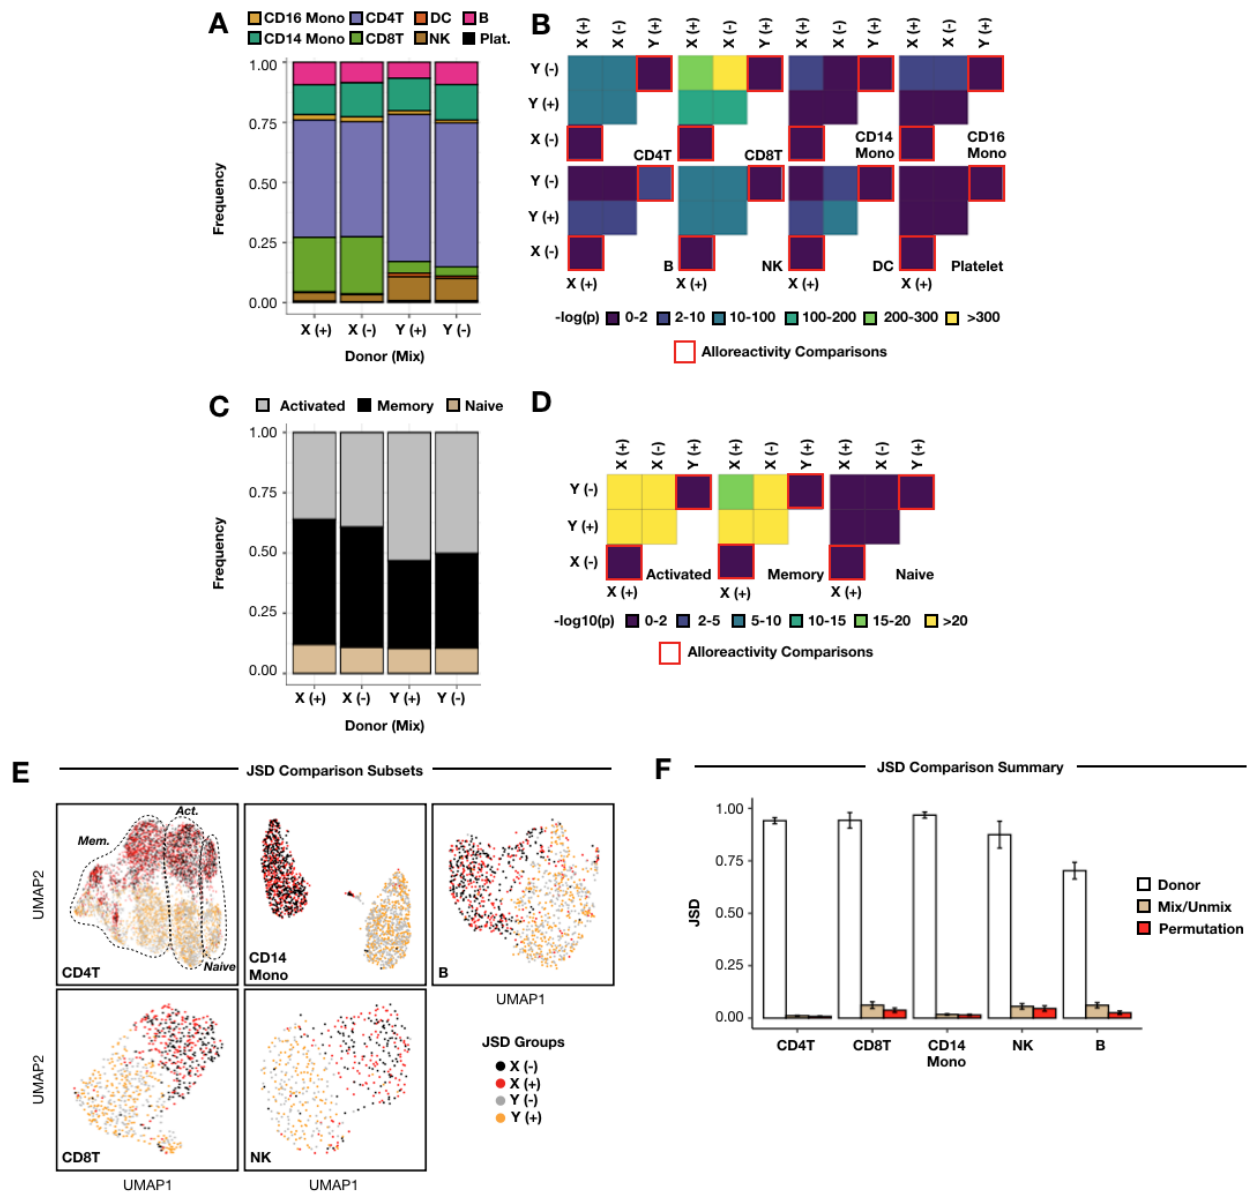 A
CD16 Mono CD4T DC B
CD14 Mono CD8T NK Plat.
1.00
0.75
0.50
0.25
0.00
Frequency
X (+) X (-) Y (+) Y (-)
Donor (Mix)
B
X (+) X (-) Y (+) X (+) X (-) Y (+) X (+) X (-) Y (+) X (+) X (-) Y (+)
Y (-)
Y (+)
X (-)
CD4T CD8T CD14 Mono CD16 Mono
Y (-)
Y (+)
X (-)
B NK DC Platelet
X (+) X (+) X (+) X (+)
-log(p) 0-2 2-10 10-100 100-200 200-300 >300
Alloreactivity Comparisons
C
Activated Memory Naive
1.00
0.75
0.50
0.25
0.00
Frequency
X (+) X (-) Y (+) Y (-)
Donor (Mix)
D
X (+) X (-) Y (+) X (+) X (-) Y (+) X (+) X (-) Y (+)
Y (-)
Y (+)
X (-)
Activated Memory Naive
X (+) X (+) X (+)
-log10(p) 0-2 2-5 5-10 10-15 15-20 >20
Alloreactivity Comparisons
E
JSD Comparison Subsets
UMAP2
Mem.
Act.
Naive
CD4T
CD14
Mono
B
UMAP1
UMAP2
CD8T
NK
UMAP1 UMAP1
JSD Groups
X (-)
X (+)
Y (-)
Y (+)
F
JSD Comparison Summary
1.00
0.75
0.50
0.25
0.00
JSD
CD4T CD8T CD14 Mono NK B
Donor
Mix/Unmix
Permutation